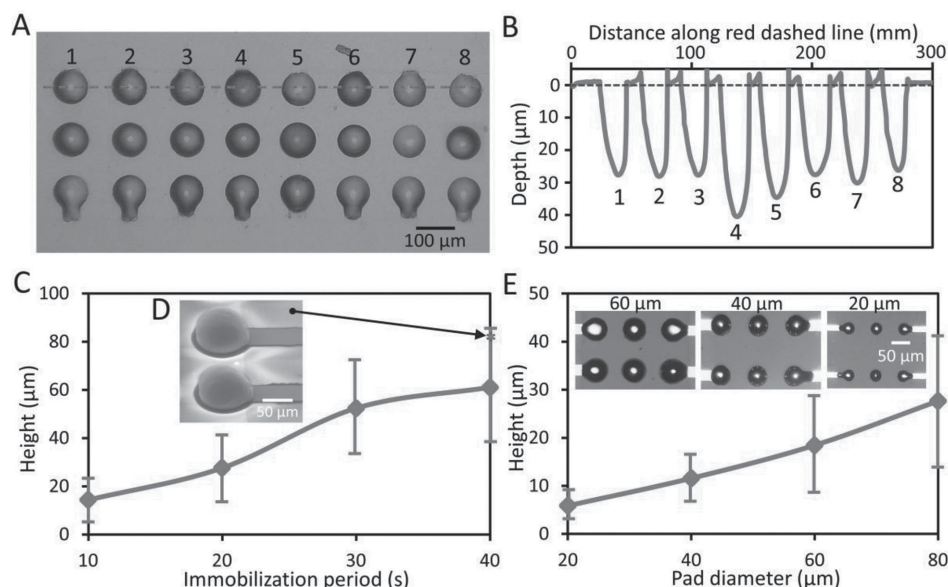 A
1 2 3 4 5 6 7 8
100 µm
B
Distance along red dashed line (mm)
0 100 200 300
0
10
20
30
40
50
Depth (µm)
1 2 3 4 5 6 7 8
C
100
80
60
40
20
0
Height (µm)
10 20 30 40
Immobilization period (s)
D
50 µm
E
50
40
30
20
10
0
Height (µm)
60 µm 40 µm 20 µm
50 µm
20 40 60 80
Pad diameter (µm)